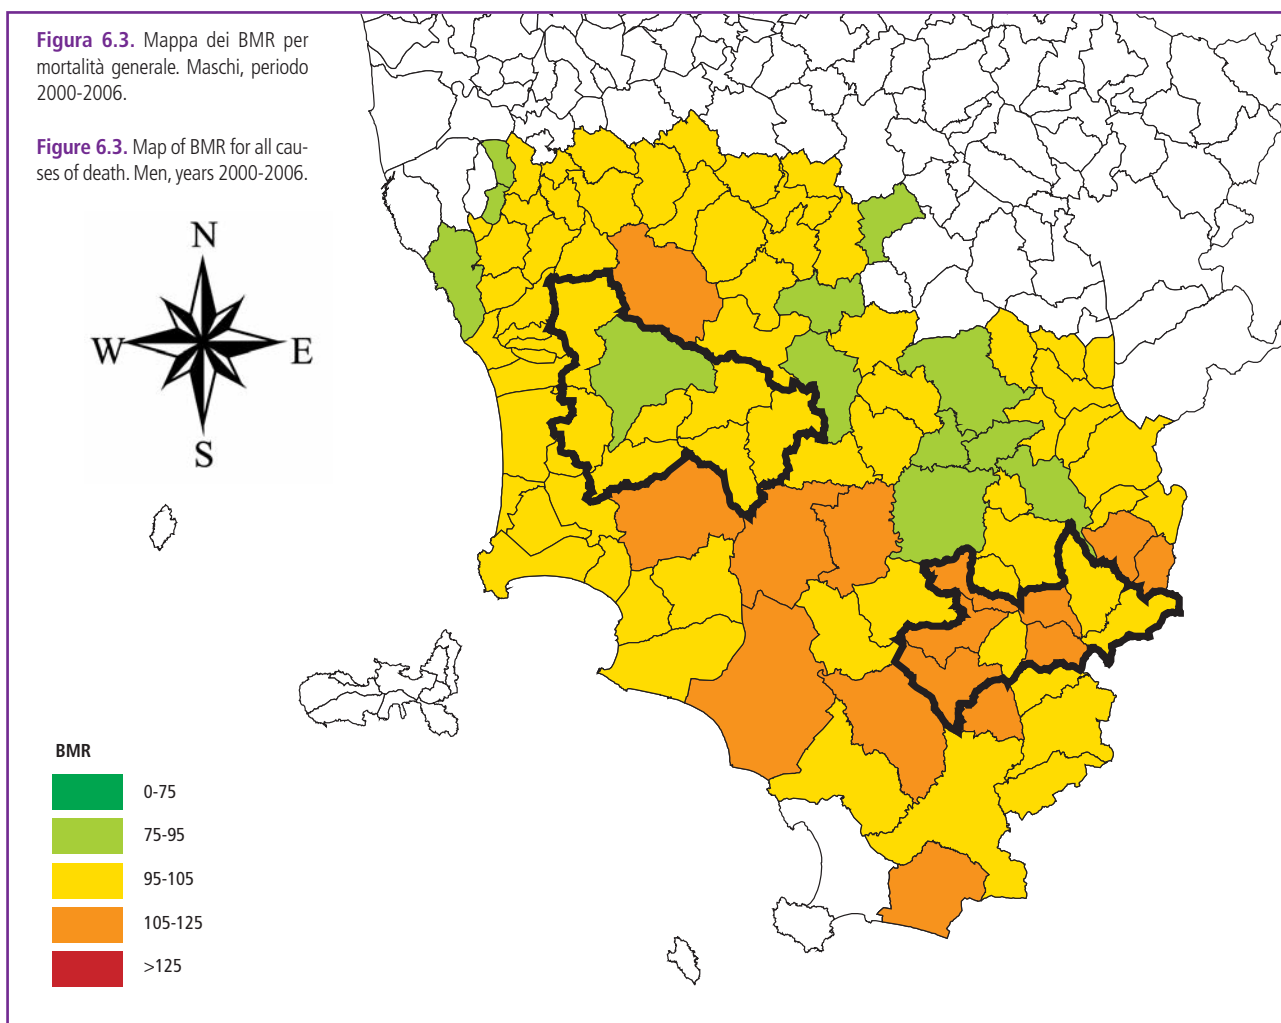 Figura 6.3. Mappa dei BMR per
mortalità generale. Maschi, periodo
2000-2006.
Figure 6.3. Map of BMR for all cau-
ses of death. Men, years 2000-2006.
N
W E
S
BMR
0-75
75-95
95-105
105-125
>125